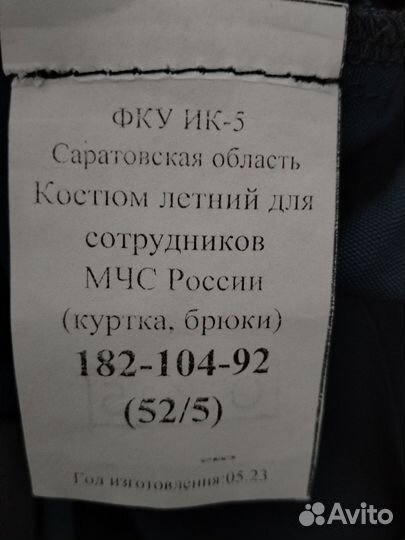 ФКУ ИК-5
Саратовская область
Костюм летний для
сотрудников
МЧС России
(куртка, брюки)
182-104-92
(52/5)
Год изготовления:05.23
Avito